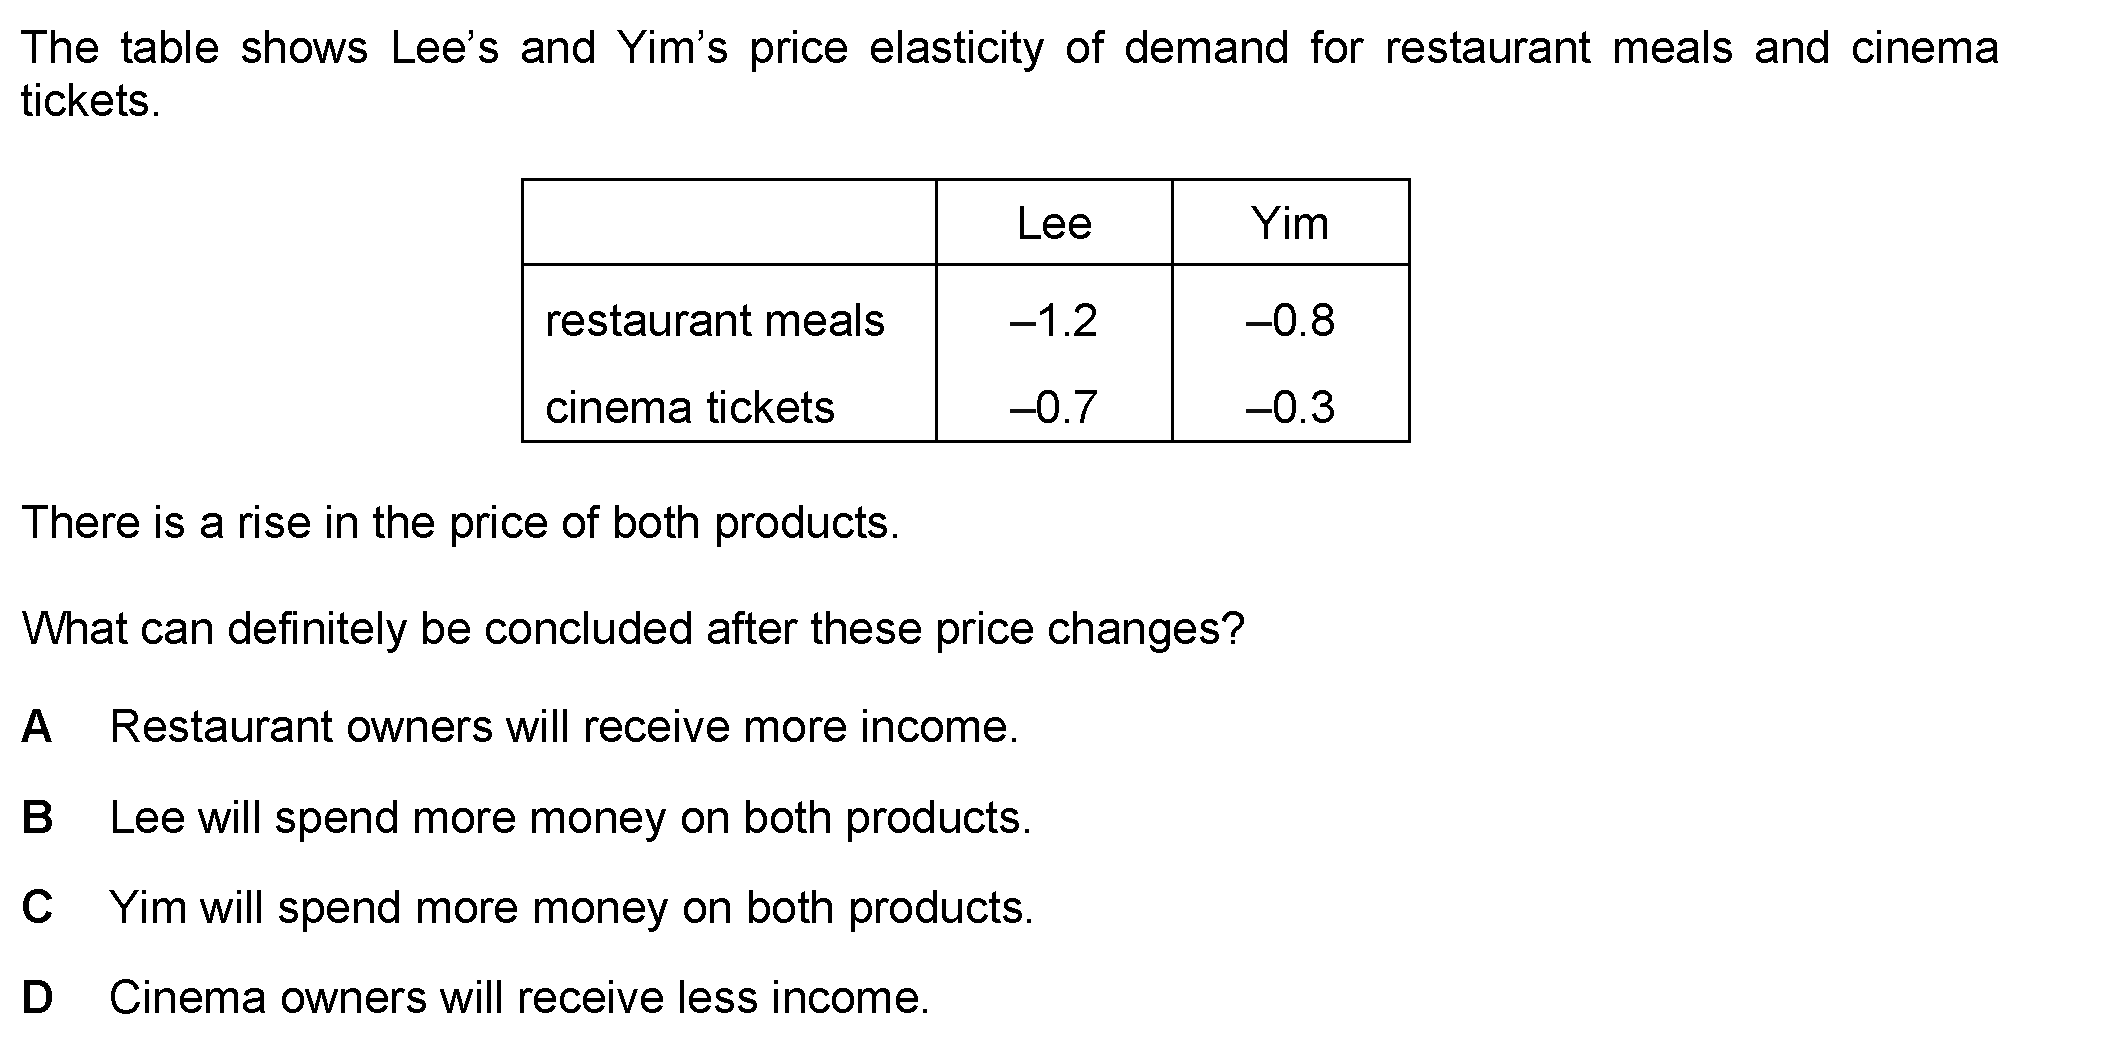 The table shows Lee’s and Yim’s price elasticity of demand for restaurant meals and cinema
tickets.
Lee Yim
restaurant meals –1.2 –0.8
cinema tickets –0.7 –0.3
There is a rise in the price of both products.
What can definitely be concluded after these price changes?
A Restaurant owners will receive more income.
B Lee will spend more money on both products.
C Yim will spend more money on both products.
D Cinema owners will receive less income.